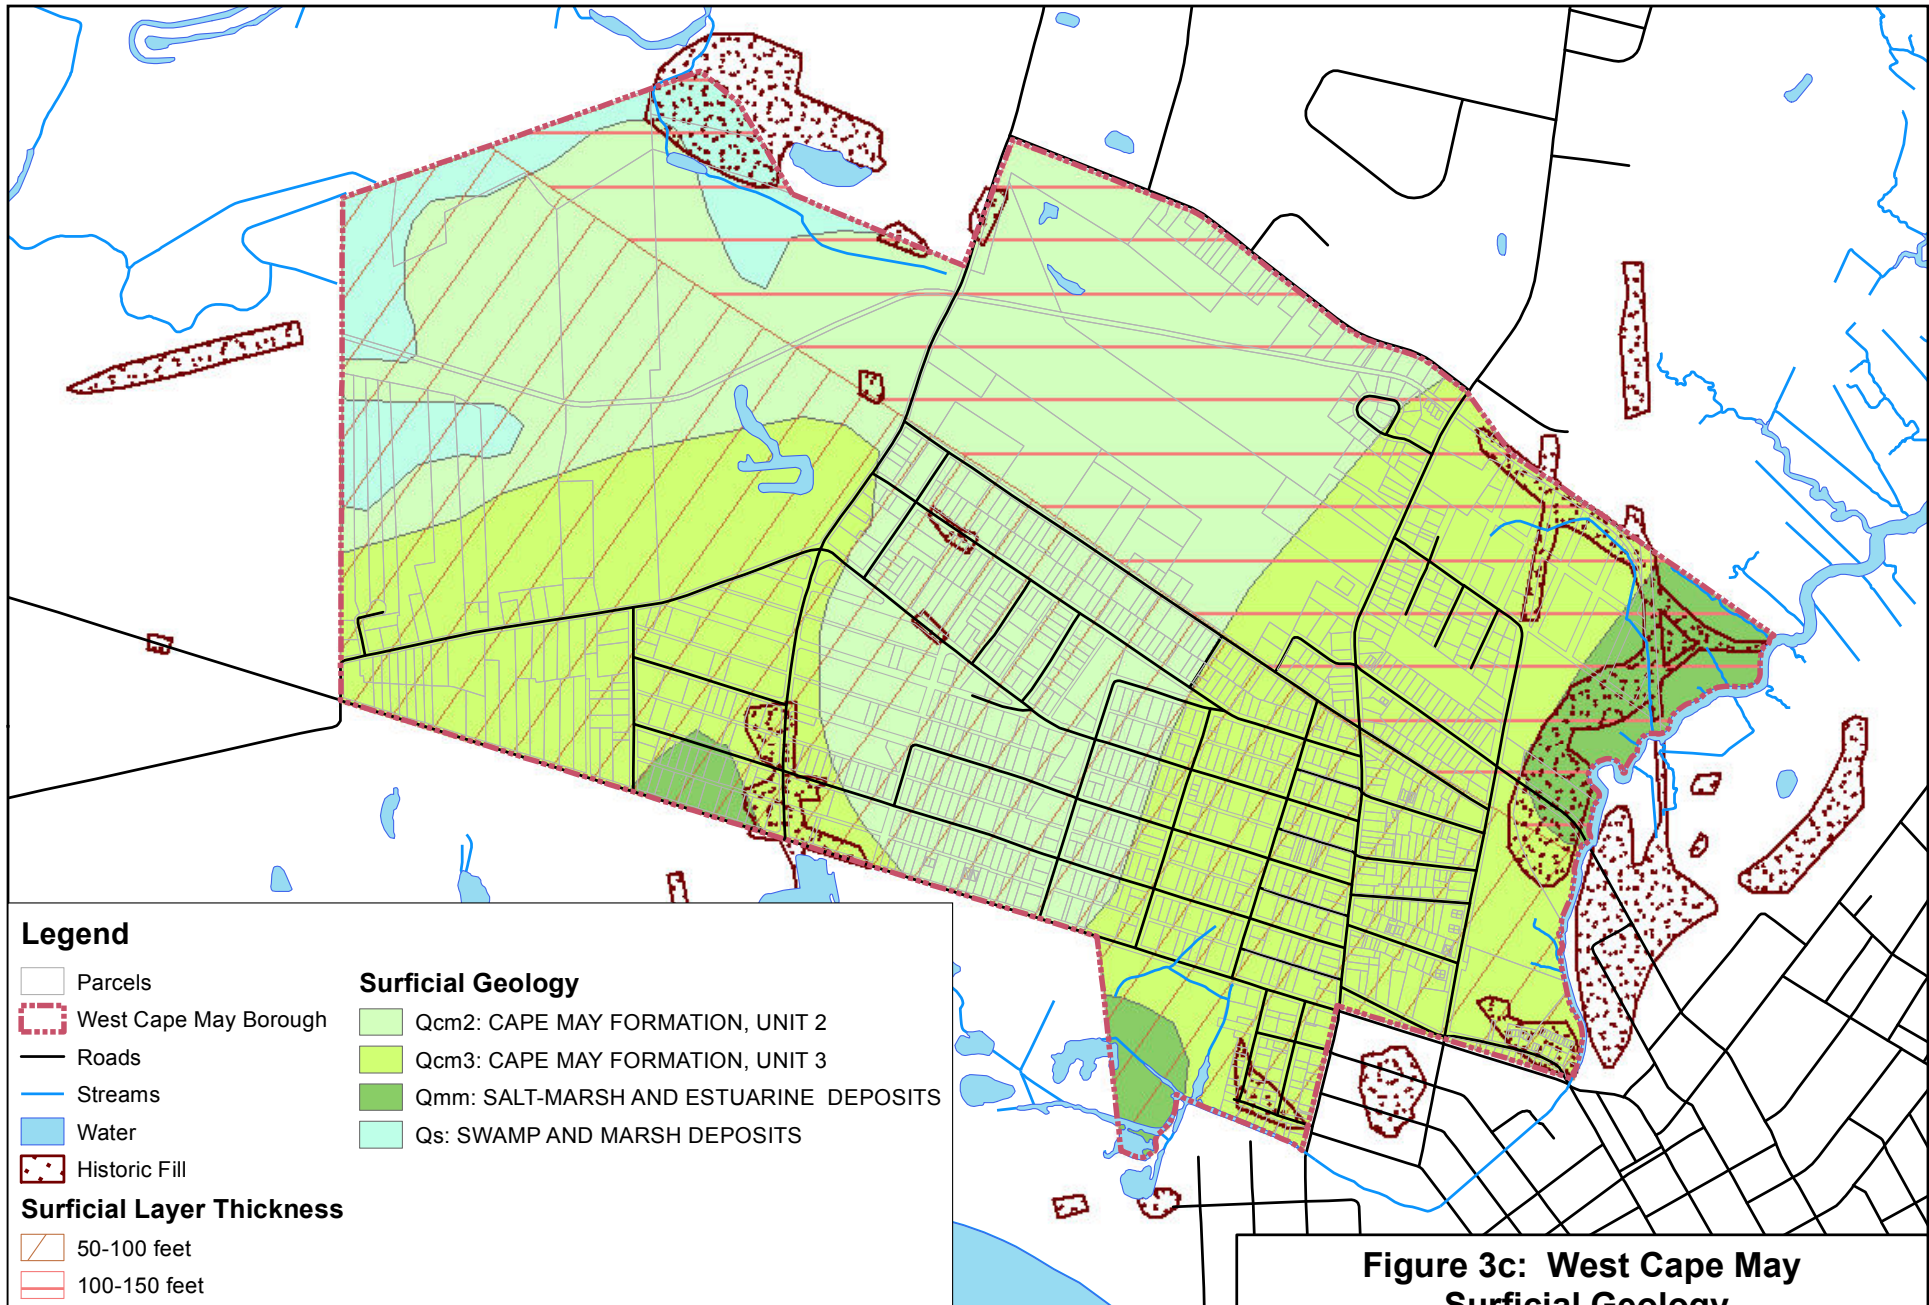 Legend
Parcels
West Cape May Borough
Roads
Streams
Water
Historic Fill
Surficial Layer Thickness
50-100 feet
100-150 feet
Surficial Geology
Qcm2: CAPE MAY FORMATION, UNIT 2
Qcm3: CAPE MAY FORMATION, UNIT 3
Qmm: SALT-MARSH AND ESTUARINE DEPOSITS
Qs: SWAMP AND MARSH DEPOSITS
Figure 3c: West Cape May
Surficial Geology